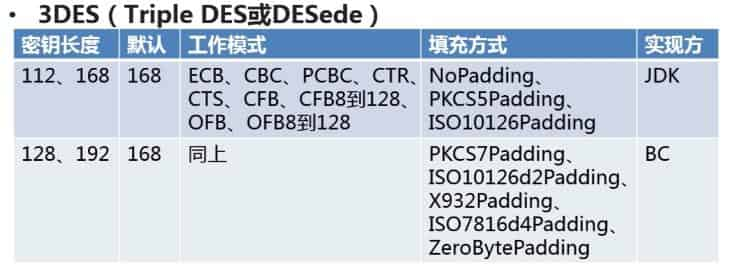 • 3DES（Triple DES或DESede）
密钥长度 默认 工作模式 填充方式 实现方
112、168 168 ECB、CBC、PCBC、CTR、 NoPadding、 JDK
CTS、CFB、CFB8到128、 PKCS5Padding、
OFB、OFB8到128 ISO10126Padding
128、192 168 同上 PKCS7Padding、 BC
ISO10126d2Padding、
X932Padding、
ISO7816d4Padding、
ZeroBytePadding